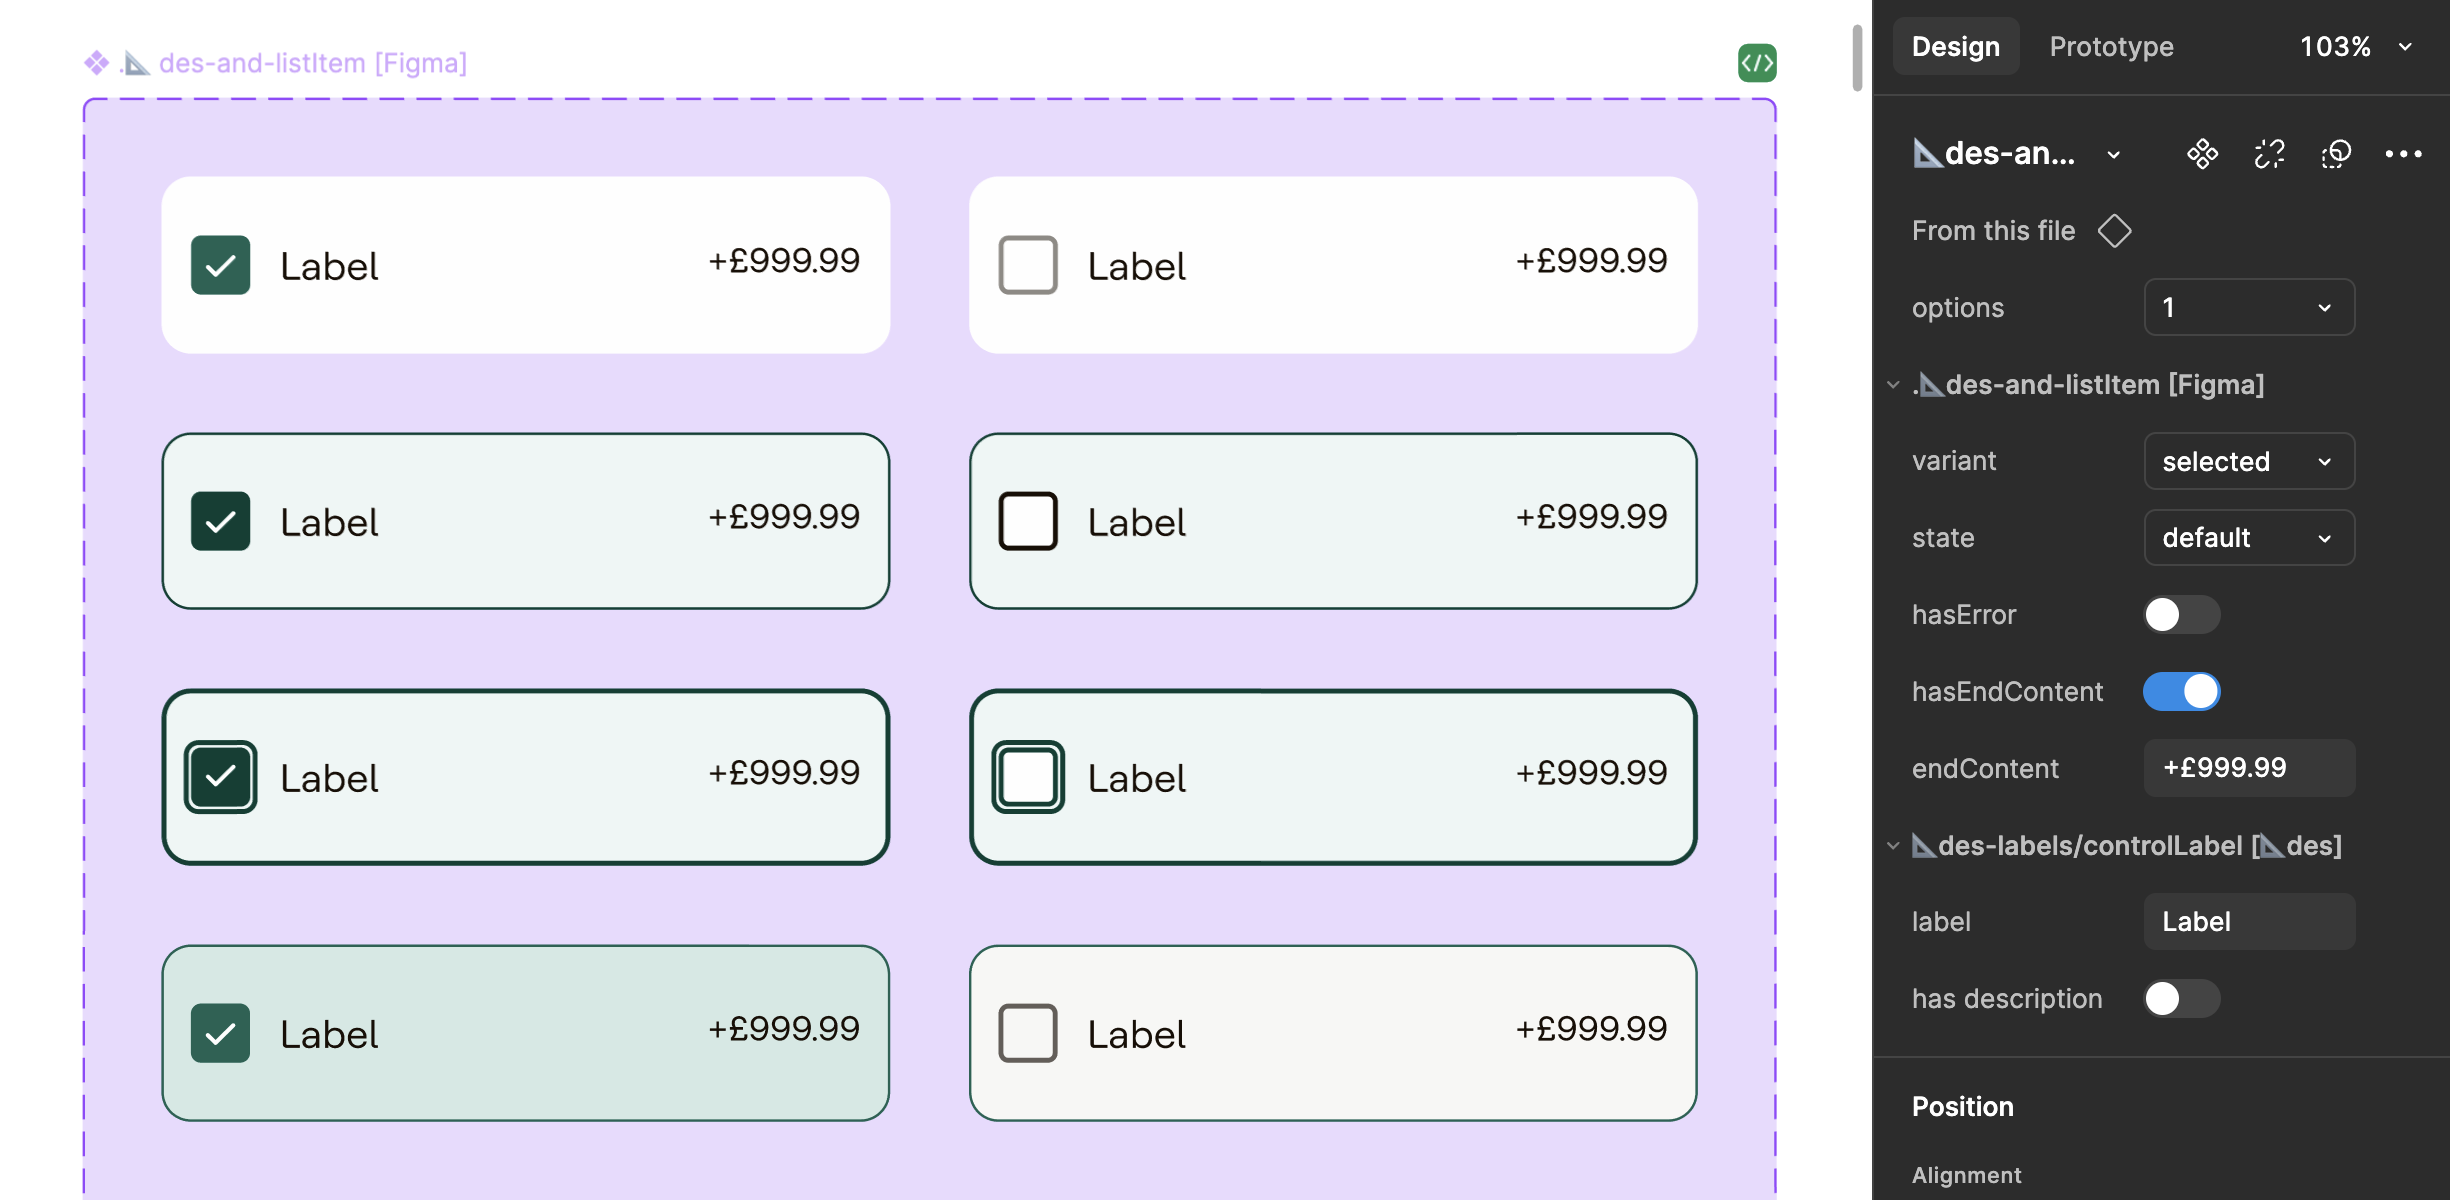 .📐 des-and-listItem [Figma]
Label +£999.99
Label +£999.99
Label +£999.99
Label +£999.99
Label +£999.99
Label +£999.99
Label +£999.99
Label +£999.99
Design Prototype 103%
📐des-an...
From this file
options 1
.📐des-and-listItem [Figma]
variant selected
state default
hasError
hasEndContent
endContent +£999.99
📐des-labels/controlLabel [📐des]
label Label
has description
Position
Alignment